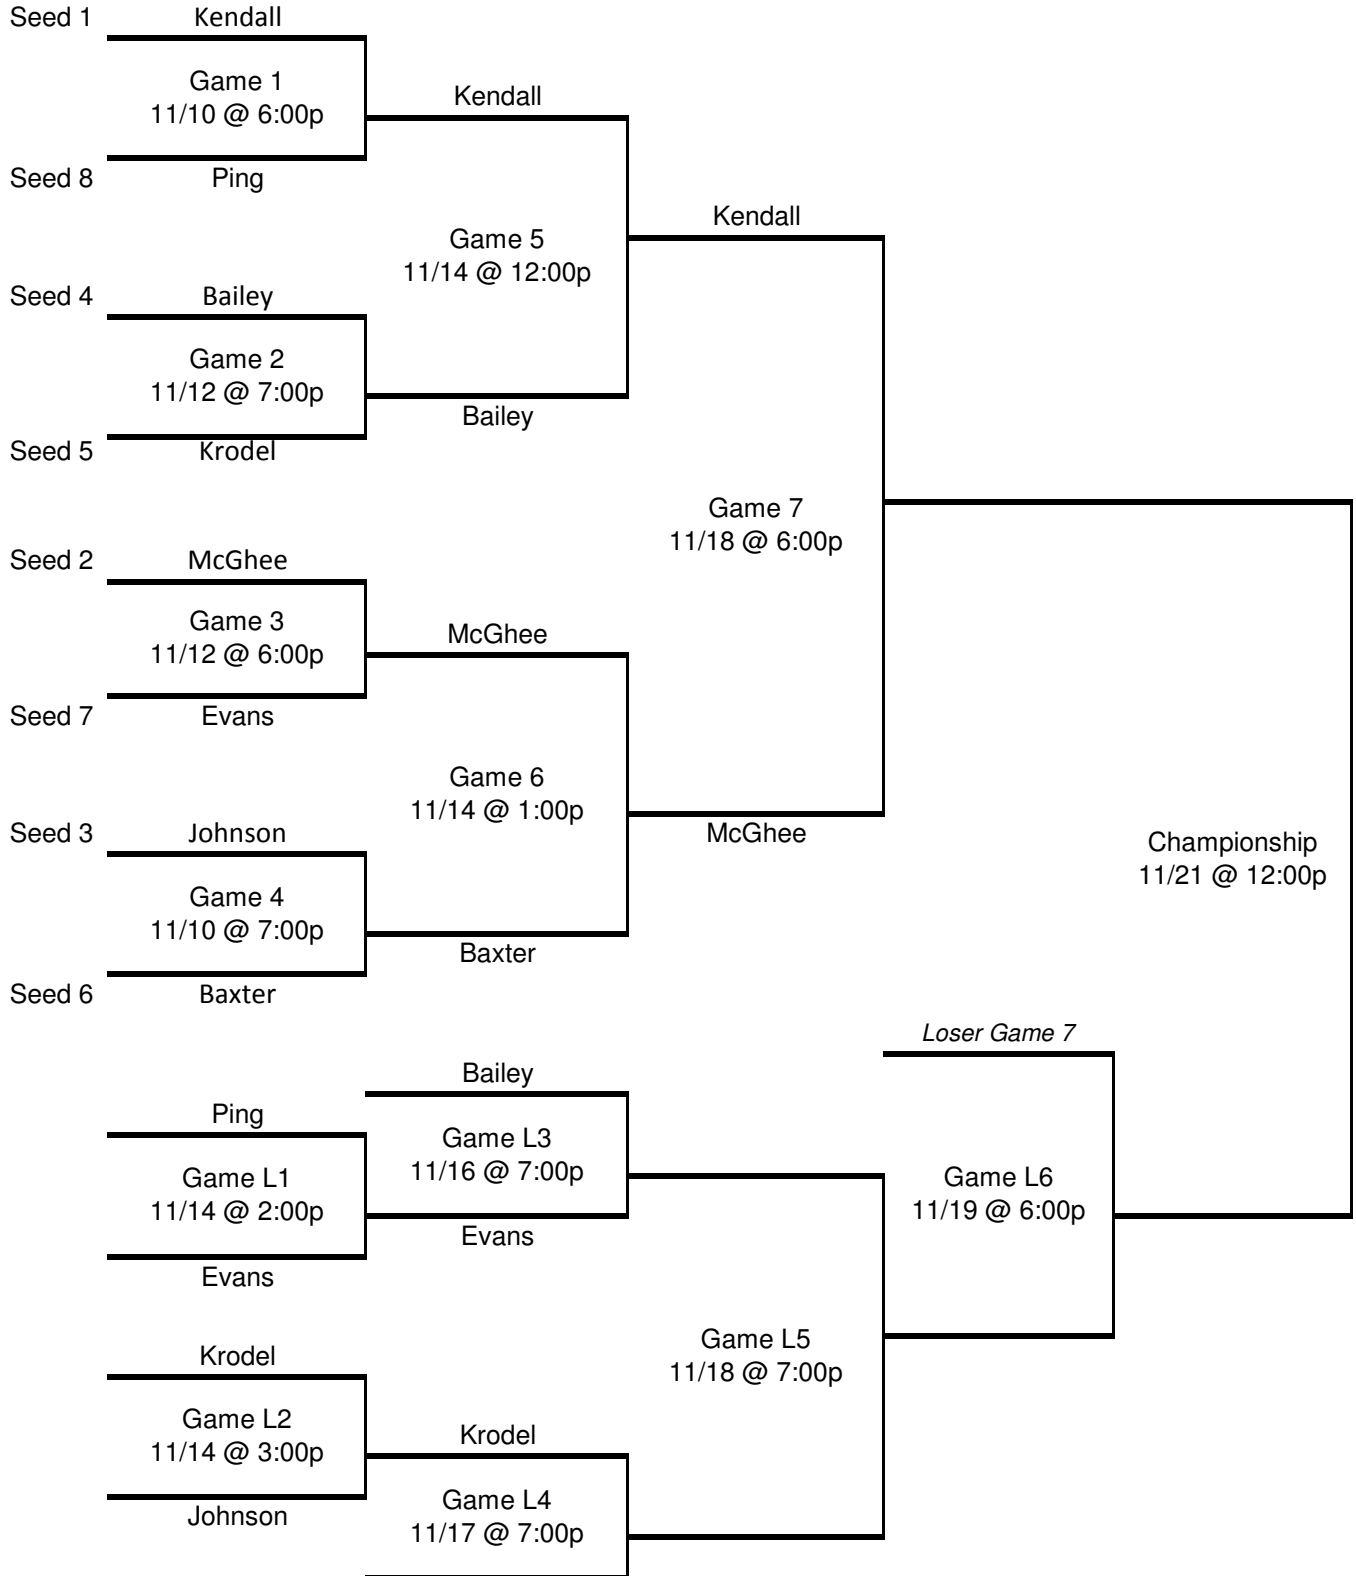 Seed 1 Kendall
Game 1
11/10 @ 6:00p
Kendall
Seed 8 Ping
Kendall
Game 5
11/14 @ 12:00p
Seed 4 Bailey
Game 2
11/12 @ 7:00p
Bailey
Seed 5 Krodel
Game 7
11/18 @ 6:00p
Seed 2 McGhee
Game 3
11/12 @ 6:00p
McGhee
Seed 7 Evans
Game 6
11/14 @ 1:00p
McGhee
Seed 3 Johnson
Game 4
11/10 @ 7:00p
Baxter
Seed 6 Baxter
Championship
11/21 @ 12:00p
Loser Game 7
Bailey
Ping
Game L3
11/16 @ 7:00p
Game L1
11/14 @ 2:00p
Evans
Evans
Game L6
11/19 @ 6:00p
Game L5
11/18 @ 7:00p
Krodel
Game L2
11/14 @ 3:00p
Krodel
Johnson
Game L4
11/17 @ 7:00p